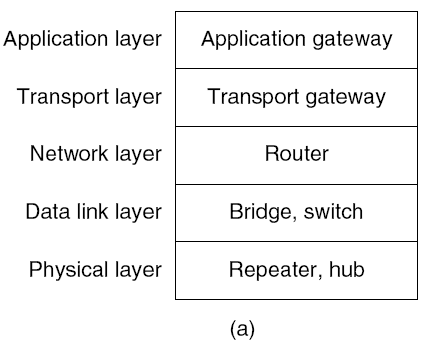 Application layer Application gateway
Transport layer Transport gateway
Network layer Router
Data link layer Bridge, switch
Physical layer Repeater, hub
(a)